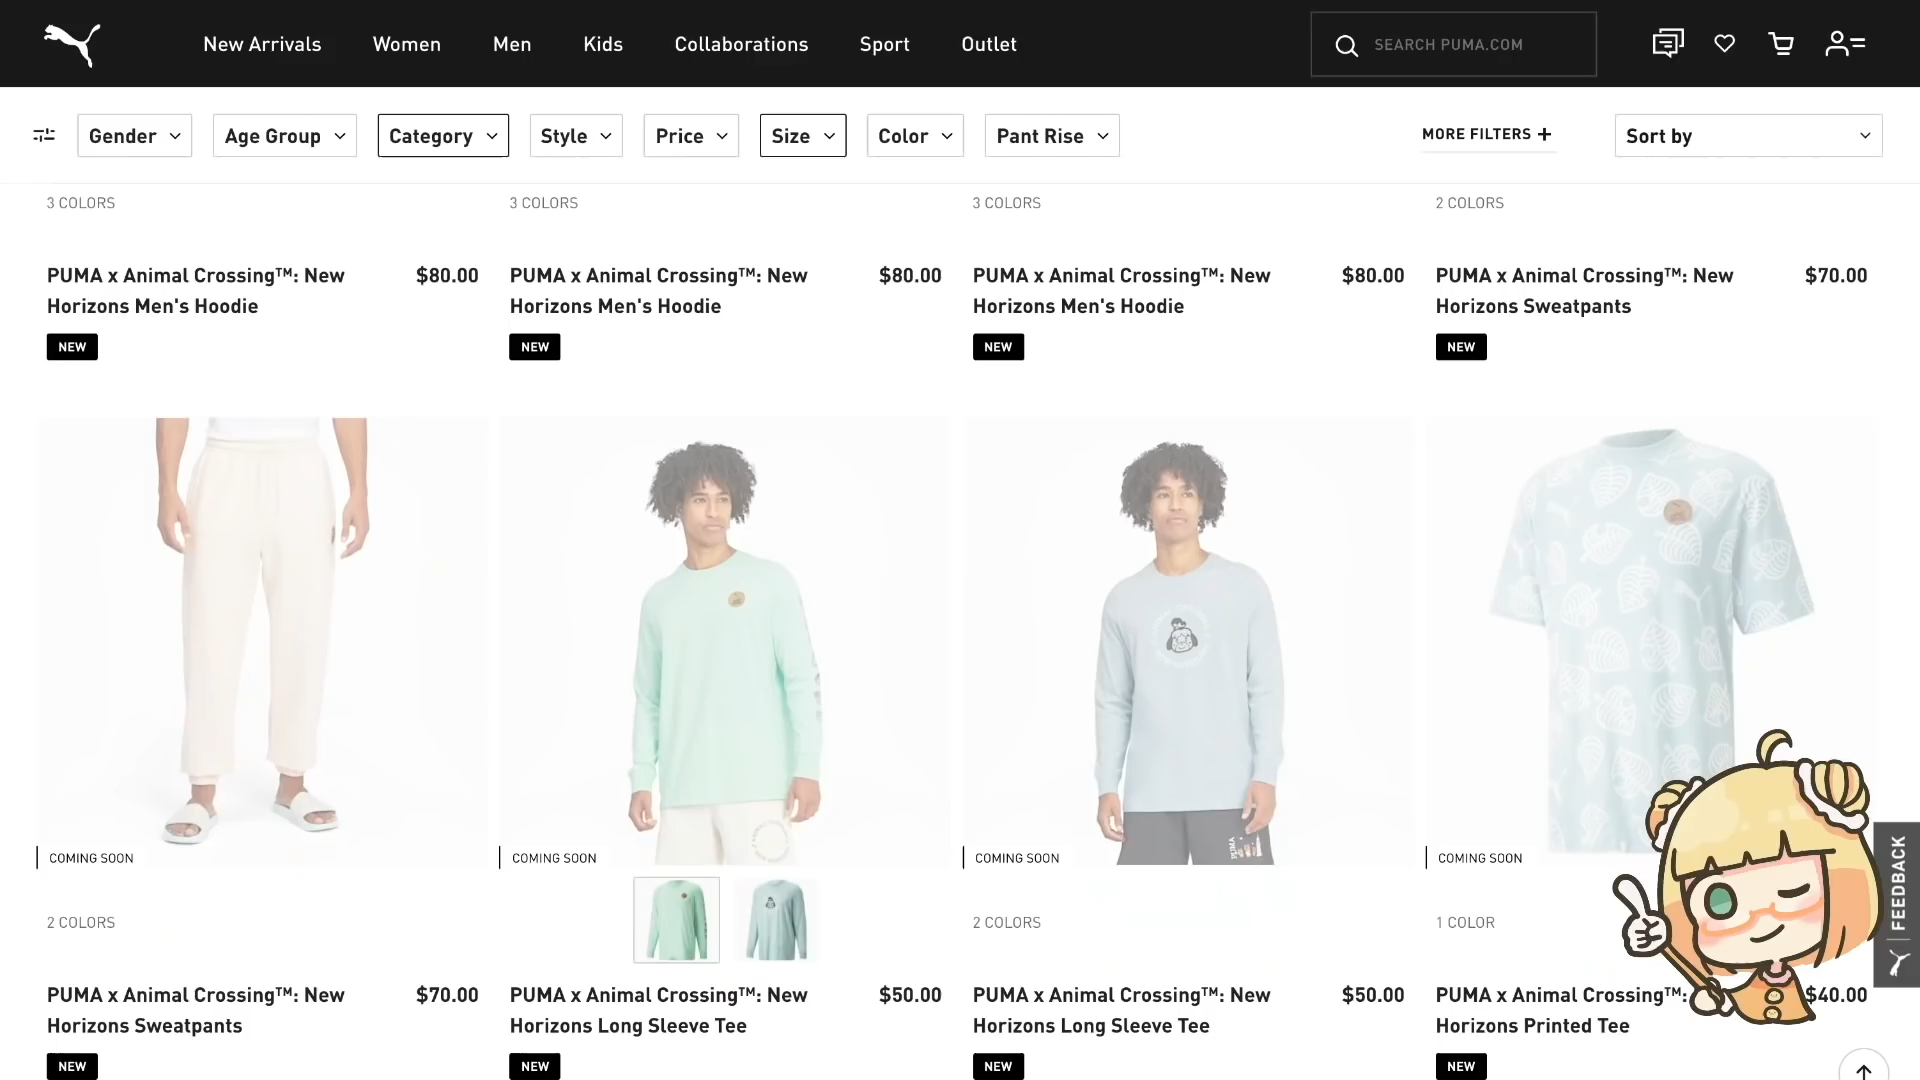 New Arrivals Women Men Kids Collaborations Sport Outlet SEARCH PUMA.COM
Gender Age Group Category Style Price Size Color Pant Rise MORE FILTERS + Sort by
3 COLORS 3 COLORS 3 COLORS 2 COLORS
PUMA x Animal Crossing™: New $80.00 PUMA x Animal Crossing™: New $80.00 PUMA x Animal Crossing™: New $80.00 PUMA x Animal Crossing™: New $70.00
Horizons Men's Hoodie Horizons Men's Hoodie Horizons Men's Hoodie Horizons Sweatpants
NEW NEW NEW NEW
COMING SOON COMING SOON COMING SOON COMING SOON
FEEDBACK
2 COLORS 2 COLORS 1 COLOR
PUMA x Animal Crossing™: New $70.00 PUMA x Animal Crossing™: New $50.00 PUMA x Animal Crossing™: New $50.00 PUMA x Animal Crossing™: $40.00
Horizons Sweatpants Horizons Long Sleeve Tee Horizons Long Sleeve Tee Horizons Printed Tee
NEW NEW NEW NEW